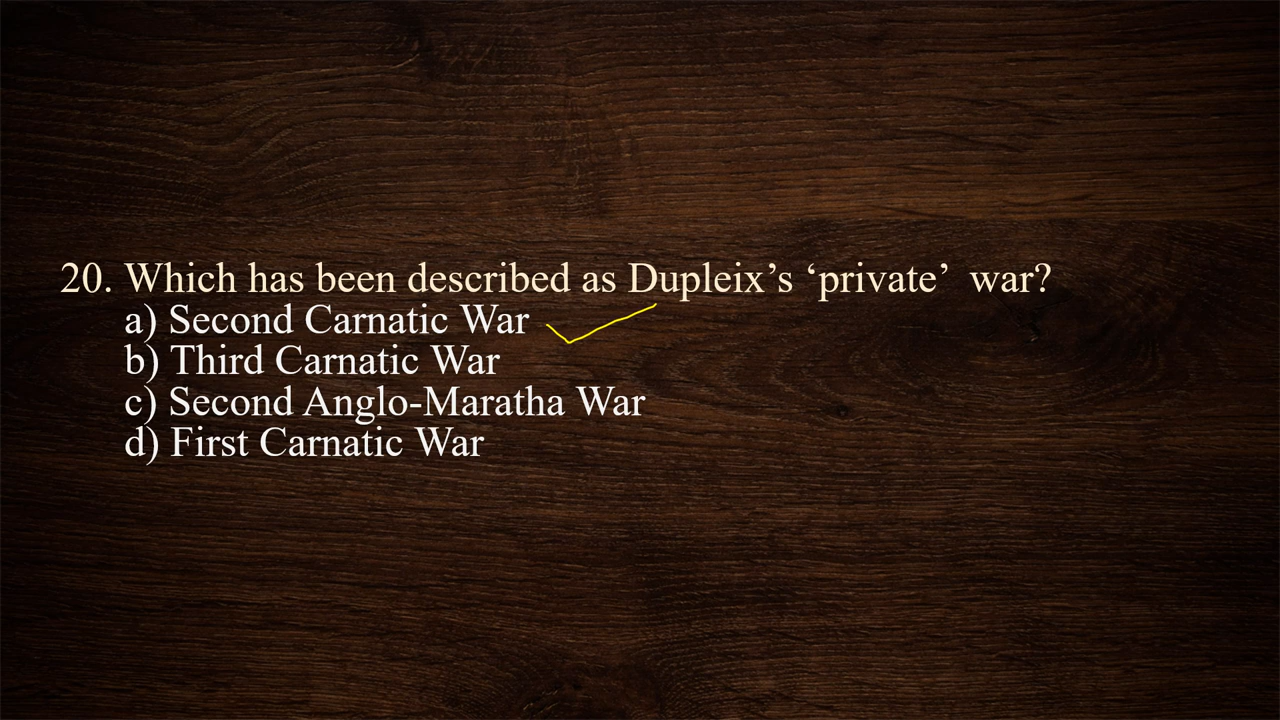 20. Which has been described as Dupleix’s ‘private’ war?
a) Second Carnatic War
b) Third Carnatic War
c) Second Anglo-Maratha War
d) First Carnatic War